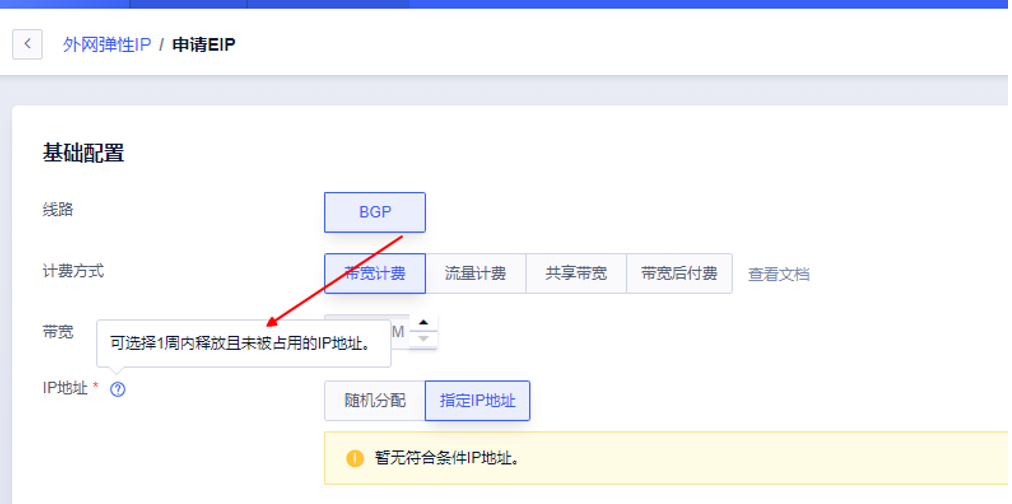 外网弹性IP / 申请EIP
基础配置
线路 BGP
计费方式 带宽计费 流量计费 共享带宽 带宽后付费 查看文档
带宽 M
可选择1周内释放且未被占用的IP地址。
IP地址 * 随机分配 指定IP地址
暂无符合条件IP地址。